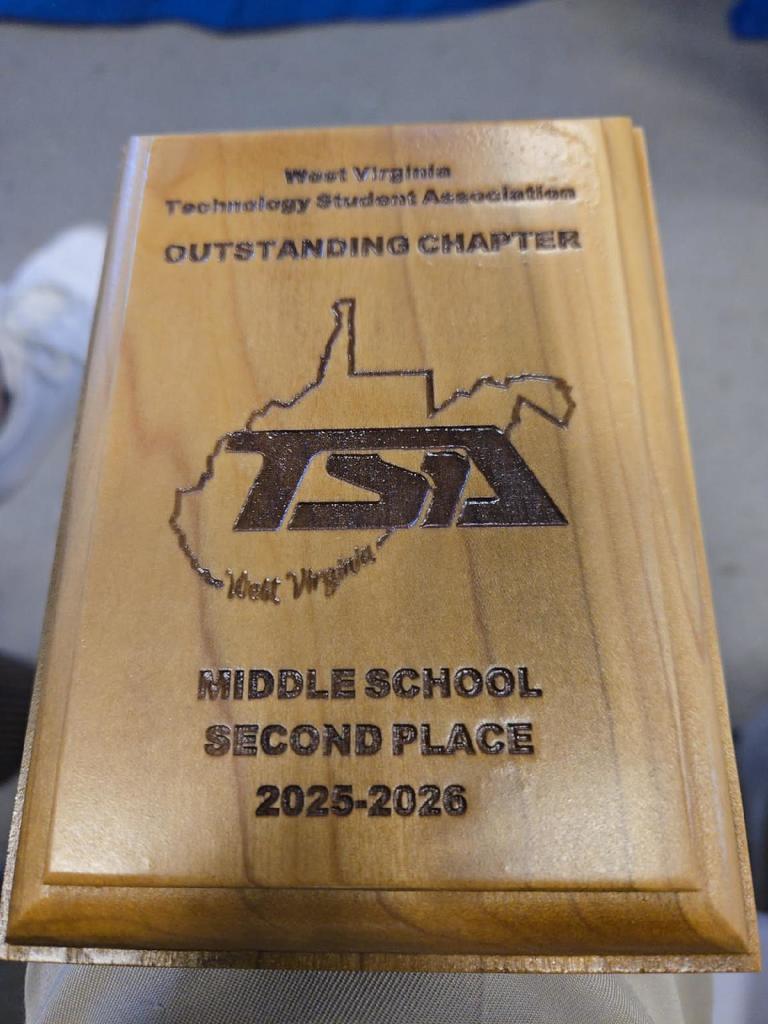 West Virginia
Technology Student Association
OUTSTANDING CHAPTER
TSA
West Virginia
MIDDLE SCHOOL
SECOND PLACE
2025-2026